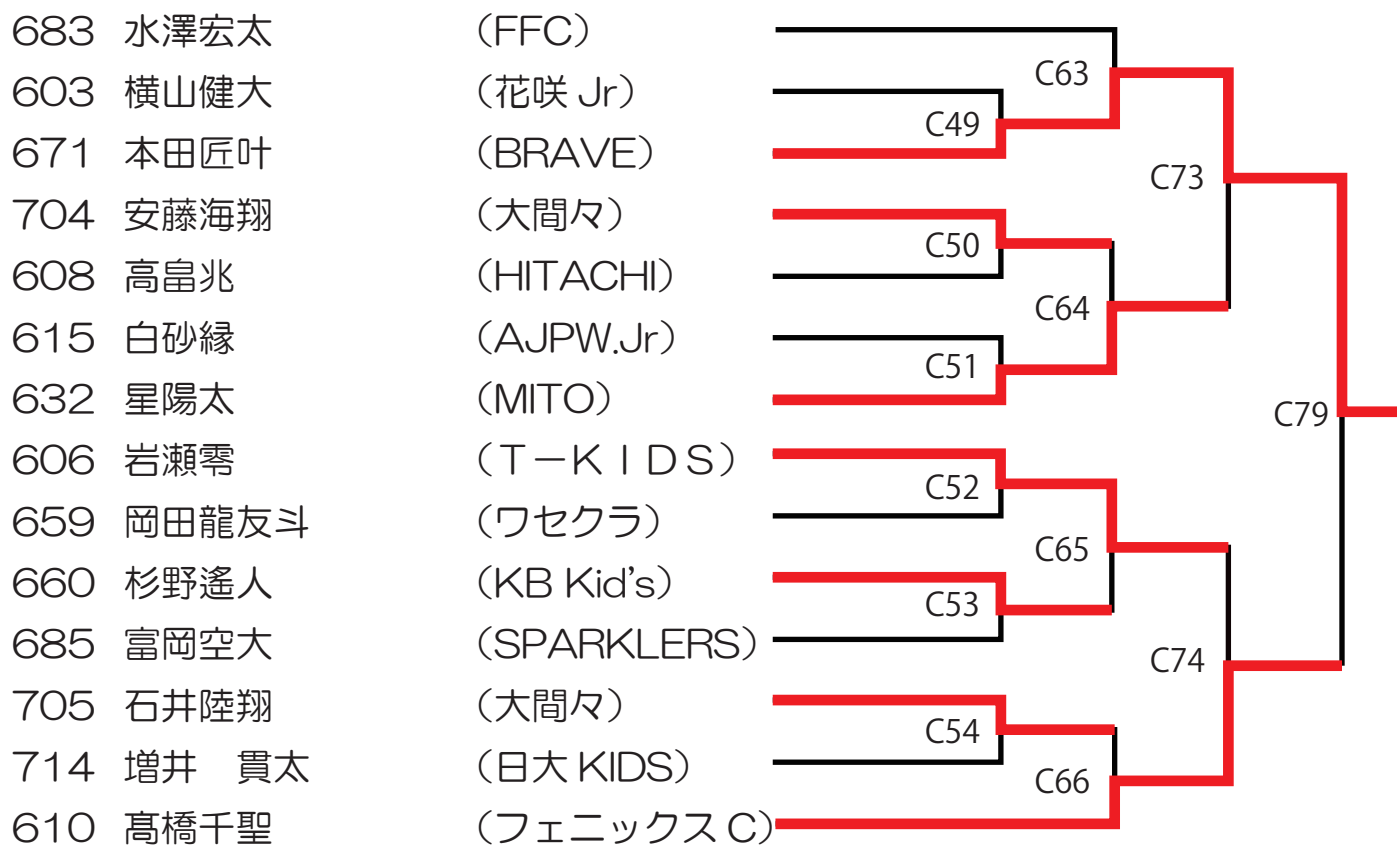 683 水澤宏太 (FFC)
C63
603 横山健大 (花咲 Jr)
C49
671 本田匠叶 (BRAVE)
C73
704 安藤海翔 (大間々)
C50
608 高畠兆 (HITACHI)
C64
615 白砂縁 (AJPW.Jr)
C51
632 星陽太 (MITO)
C79
606 岩瀬零 (T－KIDS)
C52
659 岡田龍友斗 (ワセクラ)
C65
660 杉野遙人 (KB Kid's)
C53
685 富岡空大 (SPARKLERS)
C74
705 石井陸翔 (大間々)
C54
714 増井　貫太 (日大 KIDS)
C66
610 髙橋千聖 (フェニックス C)